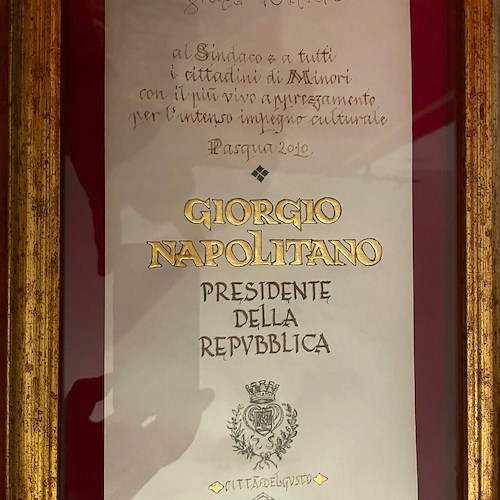 al Sindaco e a tutti
i cittadini di Minori
con il più vivo apprezzamento
per l'intenso impegno culturale
Pasqua 2010
GIORGIO
NAPOLITANO
PRESIDENTE
DELLA
REPVBBLICA
CITTÀ DEL GUSTO